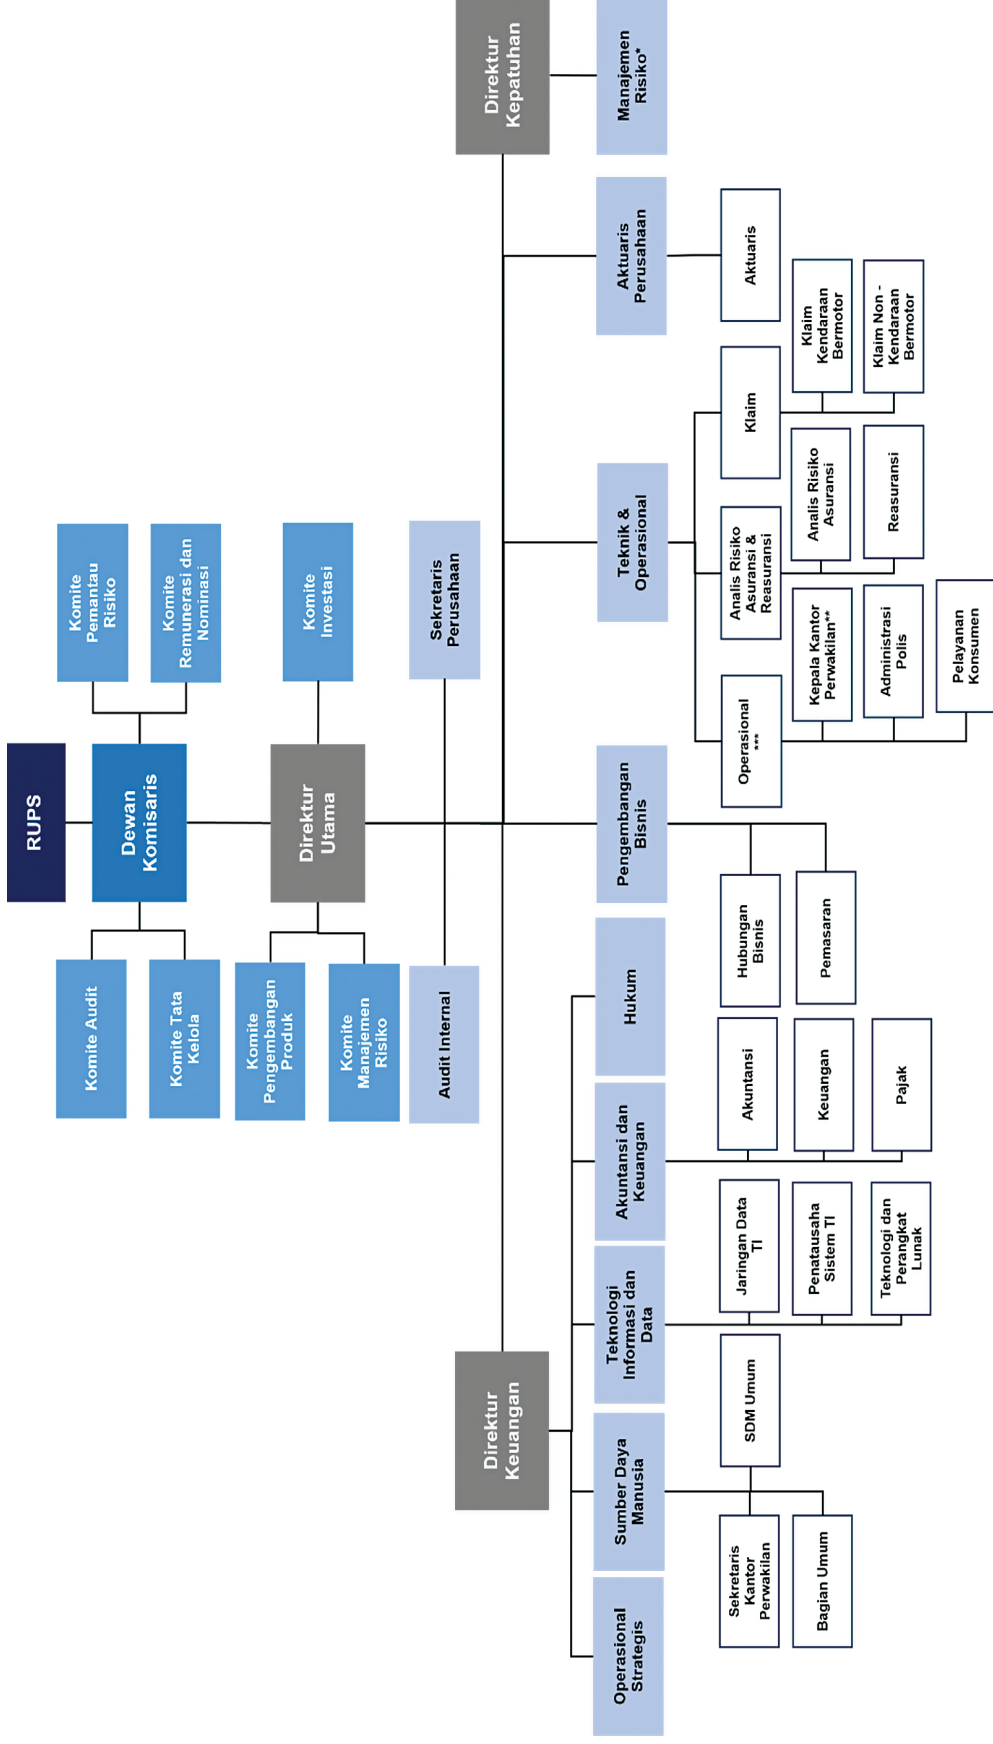 RUPS
Komite Audit
Komite Tata
Kelola
Dewan
Komisaris
Komite
Pemantau
Risiko
Komite
Remunerasi dan
Nominasi
Komite
Pengembangan
Produk
Komite
Manajemen
Risiko
Direktur
Utama
Komite
Investasi
Audit Internal
Sekretaris
Perusahaan
Direktur
Keuangan
Direktur
Kepatuhan
Operasional
Strategis
Sumber Daya
Manusia
Teknologi
Informasi dan
Data
Akuntansi dan
Keuangan
Hukum
Pengembangan
Bisnis
Teknik &
Operasional
Aktuaris
Perusahaan
Manajemen
Risiko*
Sekretaris
Kantor
Perwakilan
Bagian Umum
SDM Umum
Jaringan Data
TI
Penatausaha
Sistem TI
Teknologi dan
Perangkat
Lunak
Akuntansi
Keuangan
Pajak
Hubungan
Bisnis
Pemasaran
Operasional
***
Kepala Kantor
Perwakilan**
Administrasi
Polis
Pelayanan
Konsumen
Analis Risiko
Asuransi &
Reasuransi
Analis Risiko
Asuransi
Reasuransi
Klaim
Klaim
Kendaraan
Bermotor
Klaim Non -
Kendaraan
Bermotor
Aktuaris